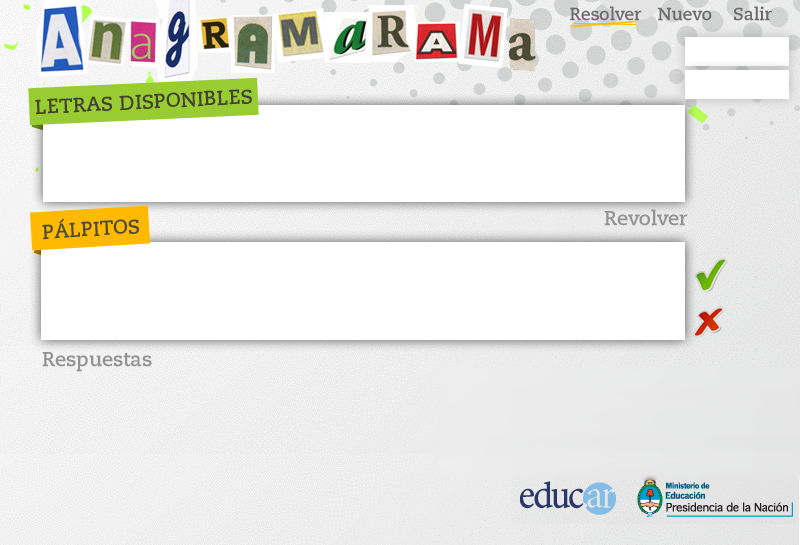 AnagRAMaRAMa
Resolver Nuevo Salir
LETRAS DISPONIBLES
Revolver
PÁLPITOS
Respuestas
educar
Ministerio de
Educación
Presidencia de la Nación